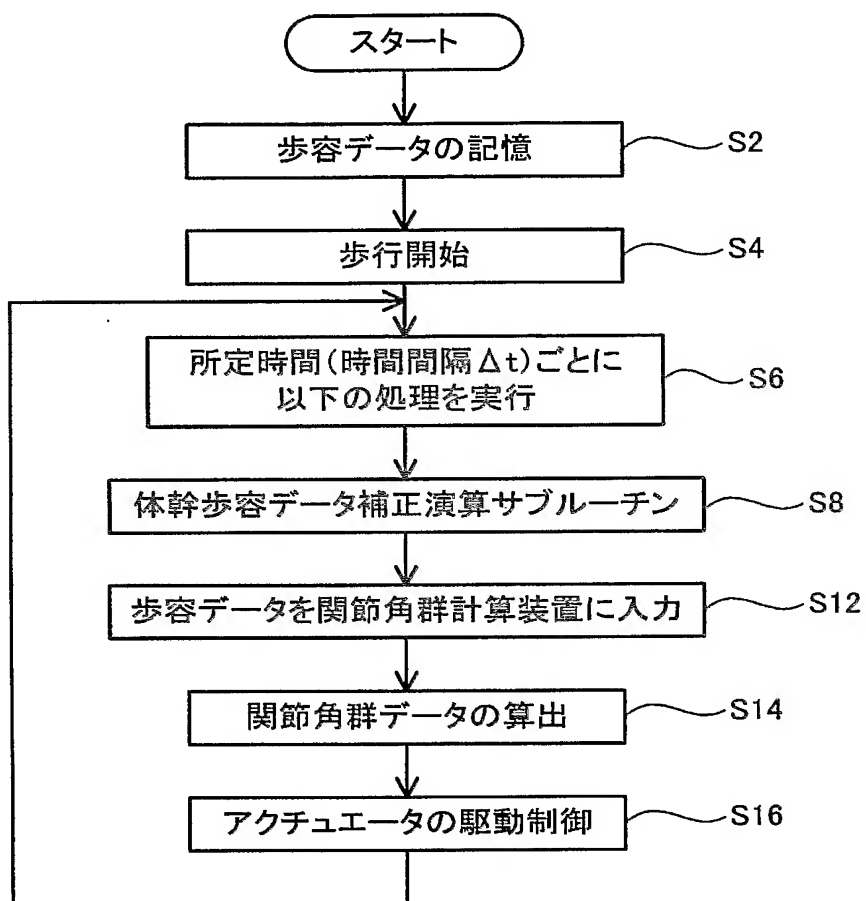 スタート
歩容データの記憶
S2
歩行開始
S4
所定時間(時間間隔Δt)ごとに
以下の処理を実行
S6
体幹歩容データ補正演算サブルーチン
S8
歩容データを関節角群計算装置に入力
S12
関節角群データの算出
S14
アクチュエータの駆動制御
S16